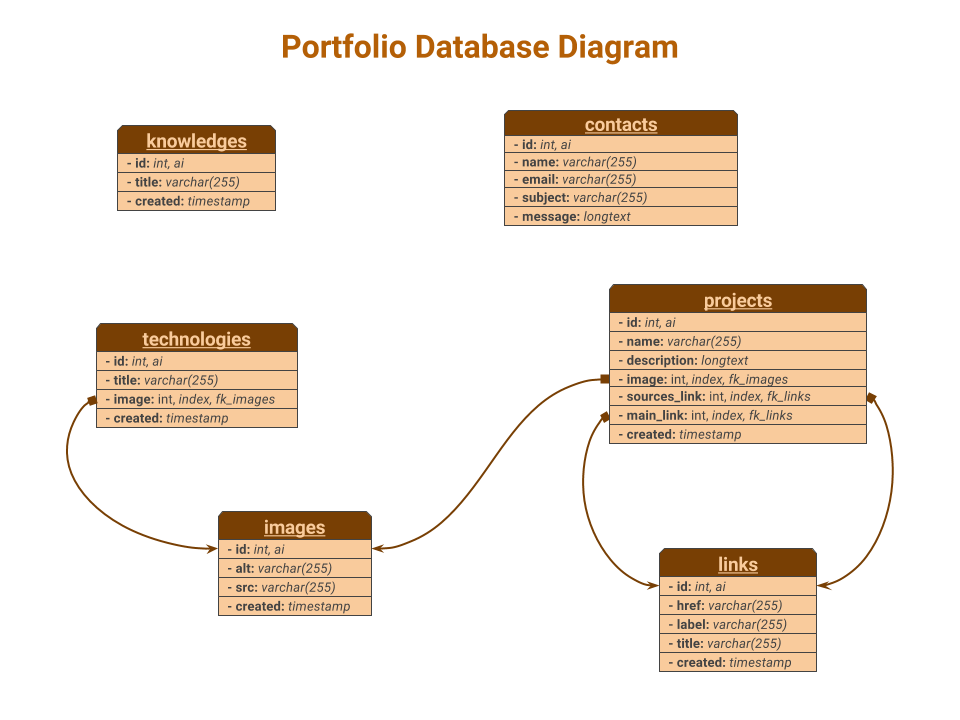 Portfolio Database Diagram
knowledges
- id: int, ai
- title: varchar(255)
- created: timestamp
contacts
- id: int, ai
- name: varchar(255)
- email: varchar(255)
- subject: varchar(255)
- message: longtext
technologies
- id: int, ai
- title: varchar(255)
- image: int, index, fk_images
- created: timestamp
projects
- id: int, ai
- name: varchar(255)
- description: longtext
- image: int, index, fk_images
- sources_link: int, index, fk_links
- main_link: int, index, fk_links
- created: timestamp
images
- id: int, ai
- alt: varchar(255)
- src: varchar(255)
- created: timestamp
links
- id: int, ai
- href: varchar(255)
- label: varchar(255)
- title: varchar(255)
- created: timestamp